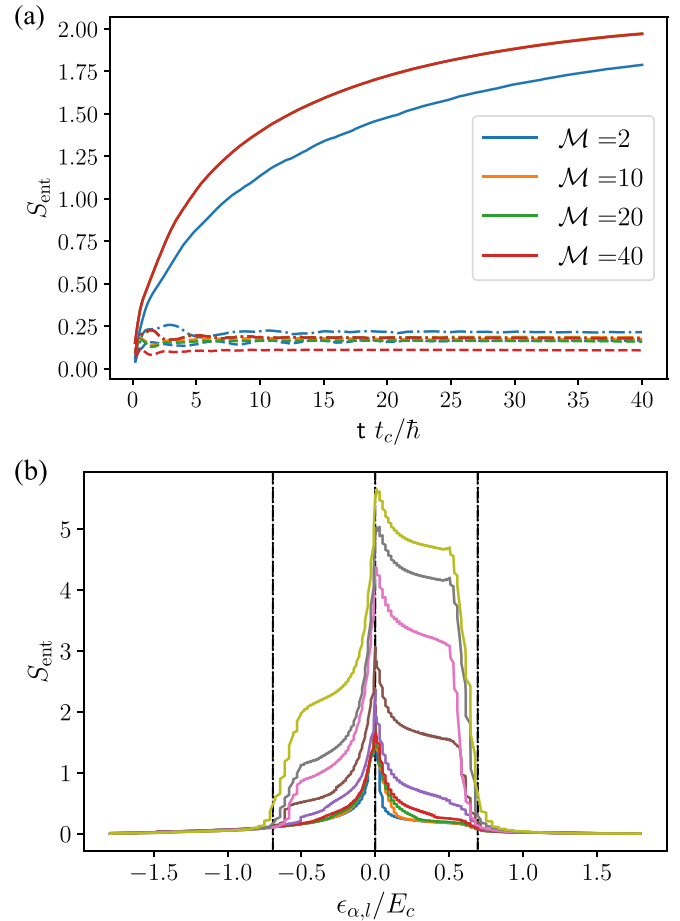 (a)
2.00
1.75
1.50
1.25
1.00
0.75
0.50
0.25
0.00
S_ent
ℳ =2
ℳ =10
ℳ =20
ℳ =40
0 5 10 15 20 25 30 35 40
t t_c/ħ
(b)
5
4
3
2
1
0
S_ent
−1.5 −1.0 −0.5 0.0 0.5 1.0 1.5
ϵ_{α,l}/E_c